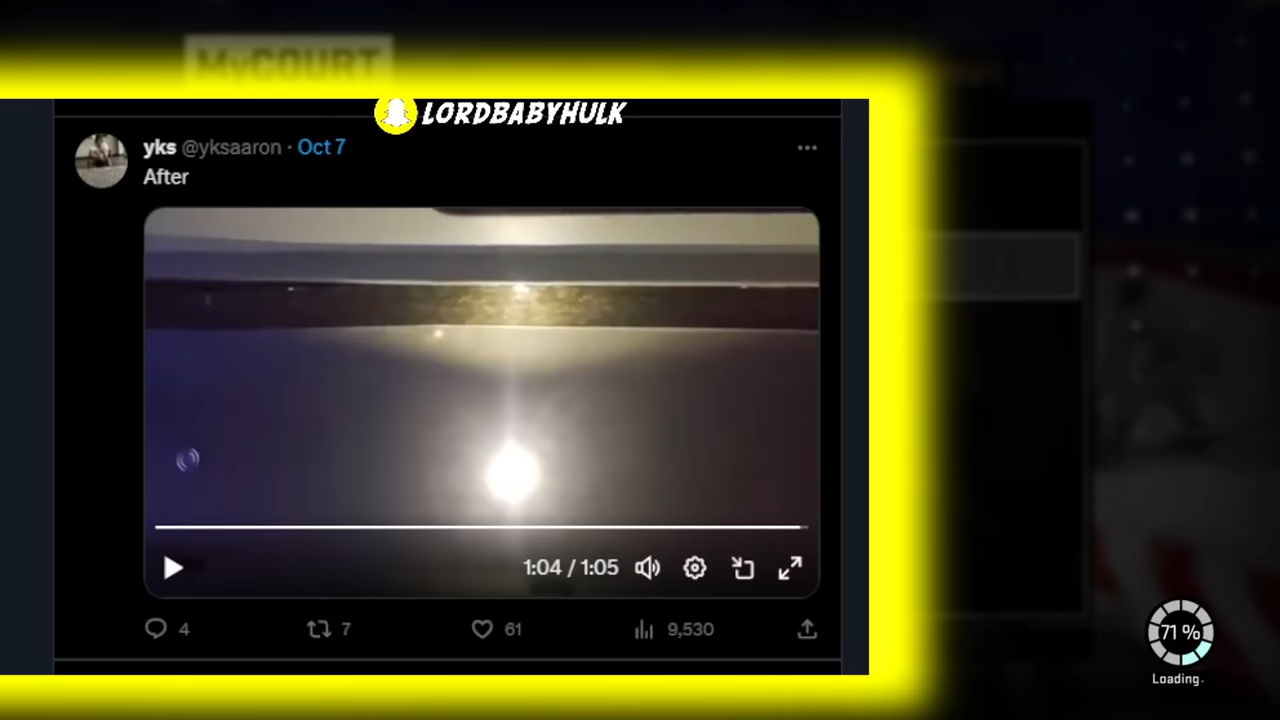 MyCOURT
LORDBABYHULK
yks @yksaaron · Oct 7
After
1:04 / 1:05
4
7
61
9,530
71%
Loading.